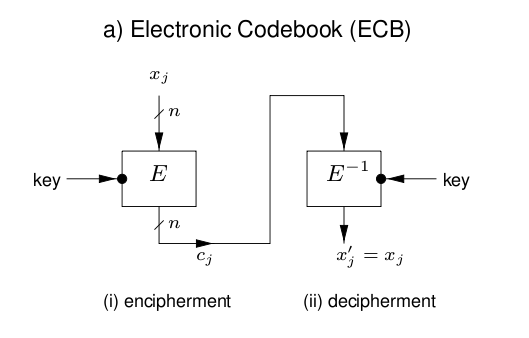 a) Electronic Codebook (ECB)
x_j
n
key
E
E⁻¹
key
n
c_j
x′_j = x_j
(i) encipherment
(ii) decipherment